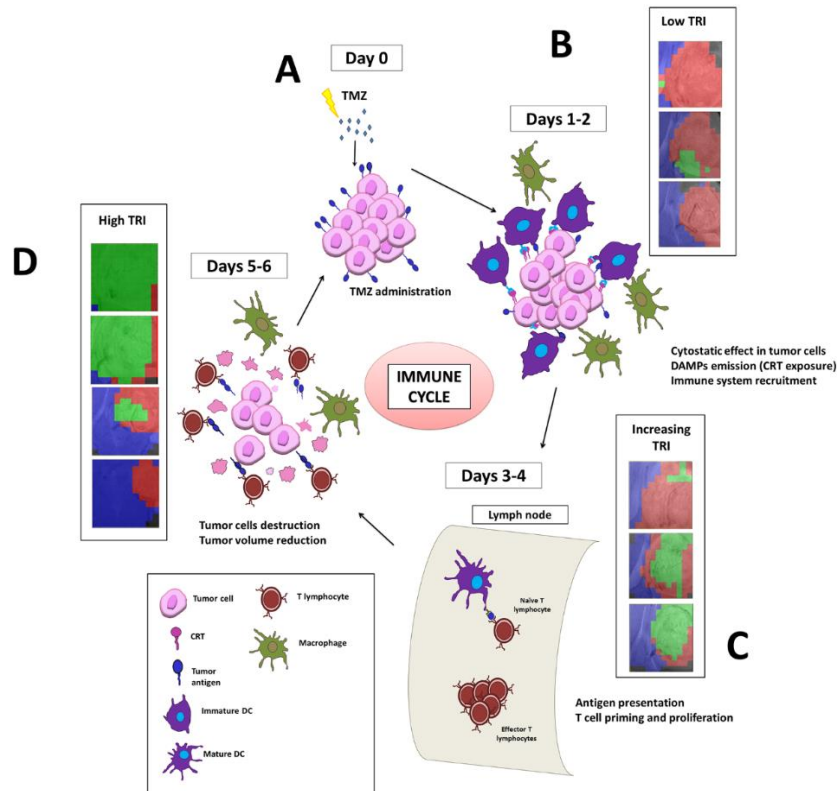 A
Day 0
TMZ
TMZ administration
B
Low TRI
Days 1-2
Cytostatic effect in tumor cells
DAMPs emission (CRT exposure)
Immune system recruitment
IMMUNE
CYCLE
Increasing
TRI
C
Days 3-4
Lymph node
Naïve T
lymphocyte
Effector T
lymphocytes
Antigen presentation
T cell priming and proliferation
D
High TRI
Days 5-6
Tumor cells destruction
Tumor volume reduction
Tumor cell
CRT
Tumor
antigen
Immature DC
Mature DC
T lymphocyte
Macrophage